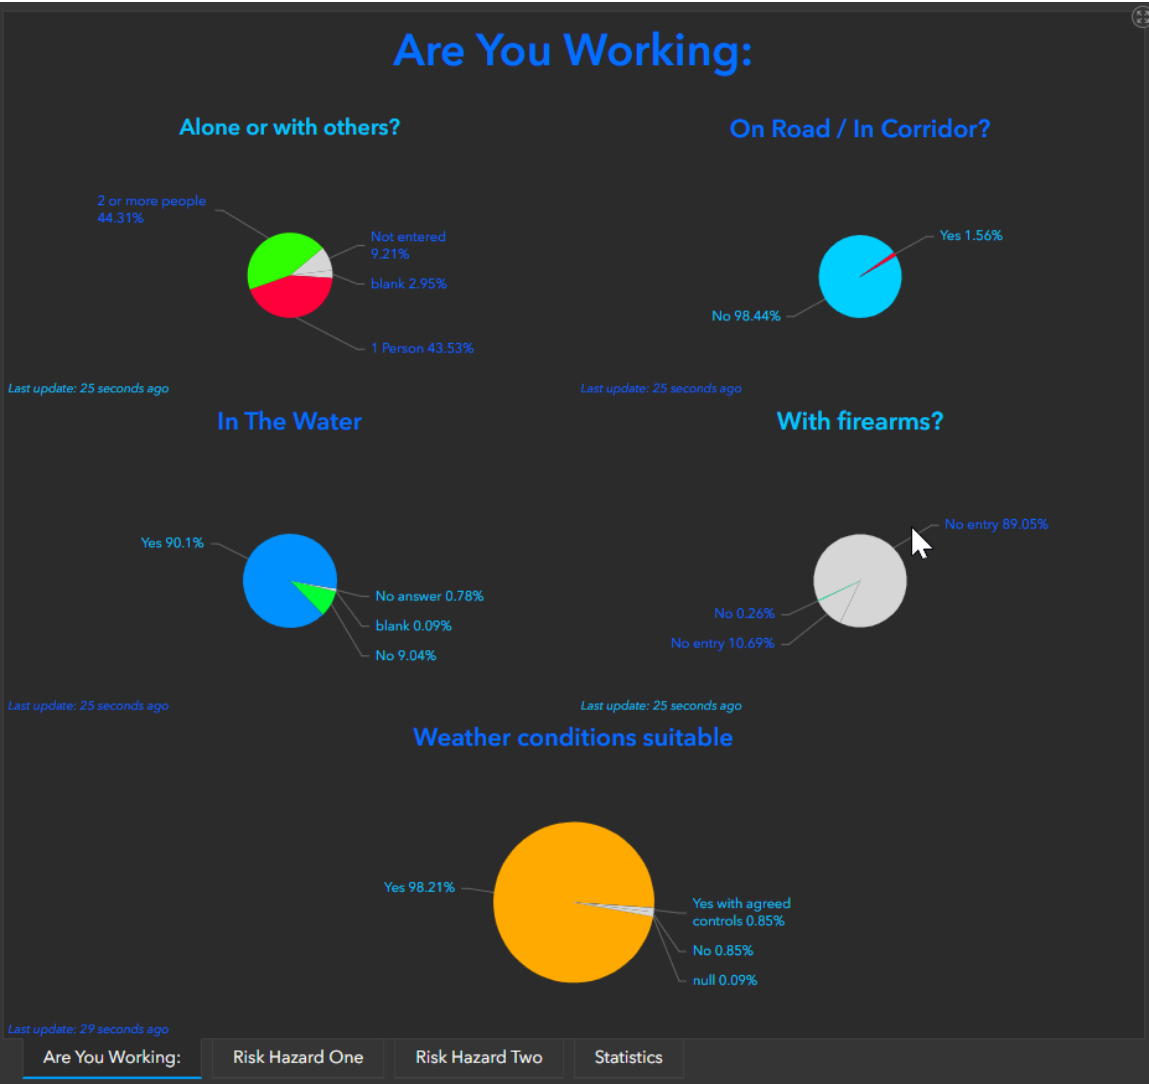 Are You Working:
Alone or with others?
2 or more people
44.31%
Not entered
9.21%
blank 2.95%
1 Person 43.53%
Last update: 25 seconds ago
On Road / In Corridor?
Yes 1.56%
No 98.44%
Last update: 25 seconds ago
In The Water
Yes 90.1%
No answer 0.78%
blank 0.09%
No 9.04%
Last update: 25 seconds ago
With firearms?
No entry 89.05%
No 0.26%
No entry 10.69%
Last update: 25 seconds ago
Weather conditions suitable
Yes 98.21%
Yes with agreed
controls 0.85%
No 0.85%
null 0.09%
Last update: 29 seconds ago
Are You Working:
Risk Hazard One
Risk Hazard Two
Statistics